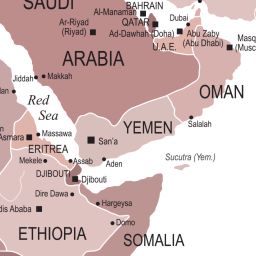 SAUDI
BAHRAIN
Al-Manamah
Dubai
Ar-Riyad
(Riyad)
QATAR
Ad-Dawhah (Doha)
Abu Zaby
(Abu Dhabi)
U.A.E.
Masq
(Musc
ARABIA
Jiddah
Makkah
OMAN
Red
Sea
YEMEN
Salalah
Massawa
Asmara
San'a
ERITREA
Mekele
Assab
Aden
Sucutra (Yem.)
DJIBOUTI
Djibouti
Dire Dawa
dis Ababa
Hargeysa
Domo
ETHIOPIA
SOMALIA